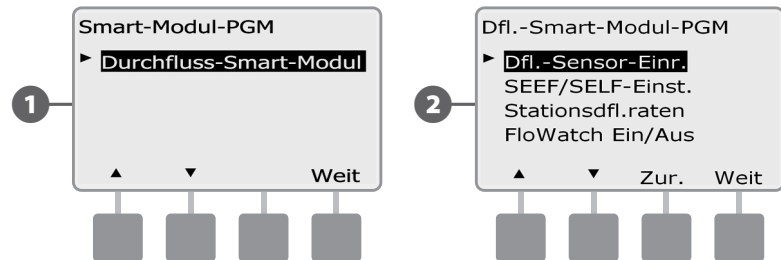 1
Smart-Modul-PGM
► Durchfluss-Smart-Modul
▲ ▼ Weit
2
Dfl.-Smart-Modul-PGM
► Dfl.-Sensor-Einr.
SEEF/SELF-Einst.
Stationsdfl.raten
FloWatch Ein/Aus
▲ ▼ Zur. Weit